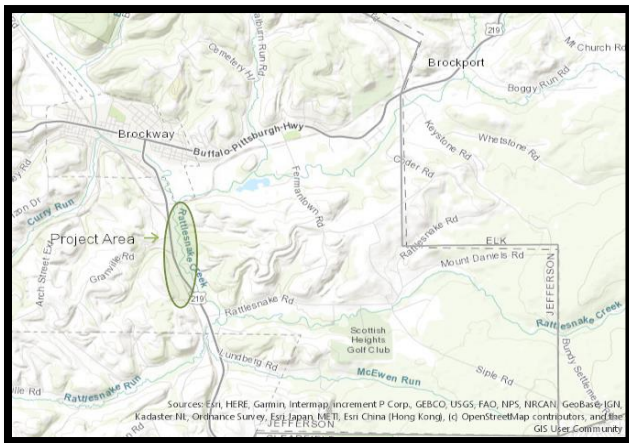 219
Mt Church Rd
Brockport
Cemetery H
Boggy Run Rd
Keystone Rd
Whetstone Rd
Brockway
Buffalo-Pittsburgh-Hwy
Fermantown Rd
Curry Run
Rattlesnake Creek
Project Area
Arch Street Ext
Granville Rd
Rattlesnake Rd
ELK
Mount Daniels Rd
JEFFERSON
219
Rattlesnake Rd
Rattlesnake Creek
Scottish
Heights
Golf Club
Lundberg Rd
McEwen Run
Siple Rd
Bundy Settleme
Rattlesnake Run
Sources: Esri, HERE, Garmin, Intermap, increment P Corp., GEBCO, USGS, FAO, NPS, NRCAN, GeoBase, IGN,
Kadaster NL, Ordnance Survey, Esri Japan, METI, Esri China (Hong Kong), (c) OpenStreetMap contributors, and the
GIS User Community
JEFFERSON